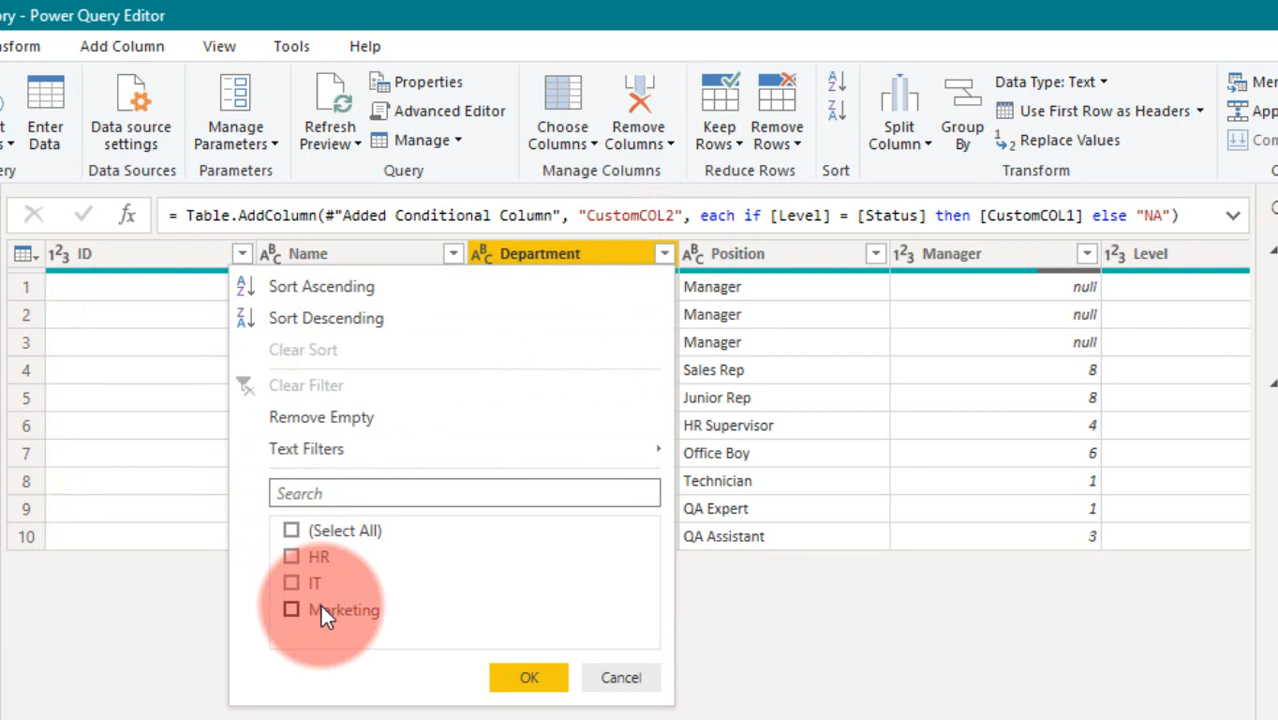 ory - Power Query Editor
nsform Add Column View Tools Help
Enter Data
Data source settings
Manage Parameters
Refresh Preview
Properties
Advanced Editor
Manage
Choose Columns
Remove Columns
Keep Rows
Remove Rows
Split Column
Group By
Data Type: Text
Use First Row as Headers
Replace Values
Mer
App
Com
ery Data Sources Parameters Query Manage Columns Reduce Rows Sort Transform
fx = Table.AddColumn(#"Added Conditional Column", "CustomCOL2", each if [Level] = [Status] then [CustomCOL1] else "NA")
ID Name Department Position Manager Level
1 Manager null
2 Manager null
3 Manager null
4 Sales Rep 8
5 Junior Rep 8
6 HR Supervisor 4
7 Office Boy 6
8 Technician 1
9 QA Expert 1
10 QA Assistant 3
Sort Ascending
Sort Descending
Clear Sort
Clear Filter
Remove Empty
Text Filters
Search
(Select All)
HR
IT
Marketing
OK Cancel